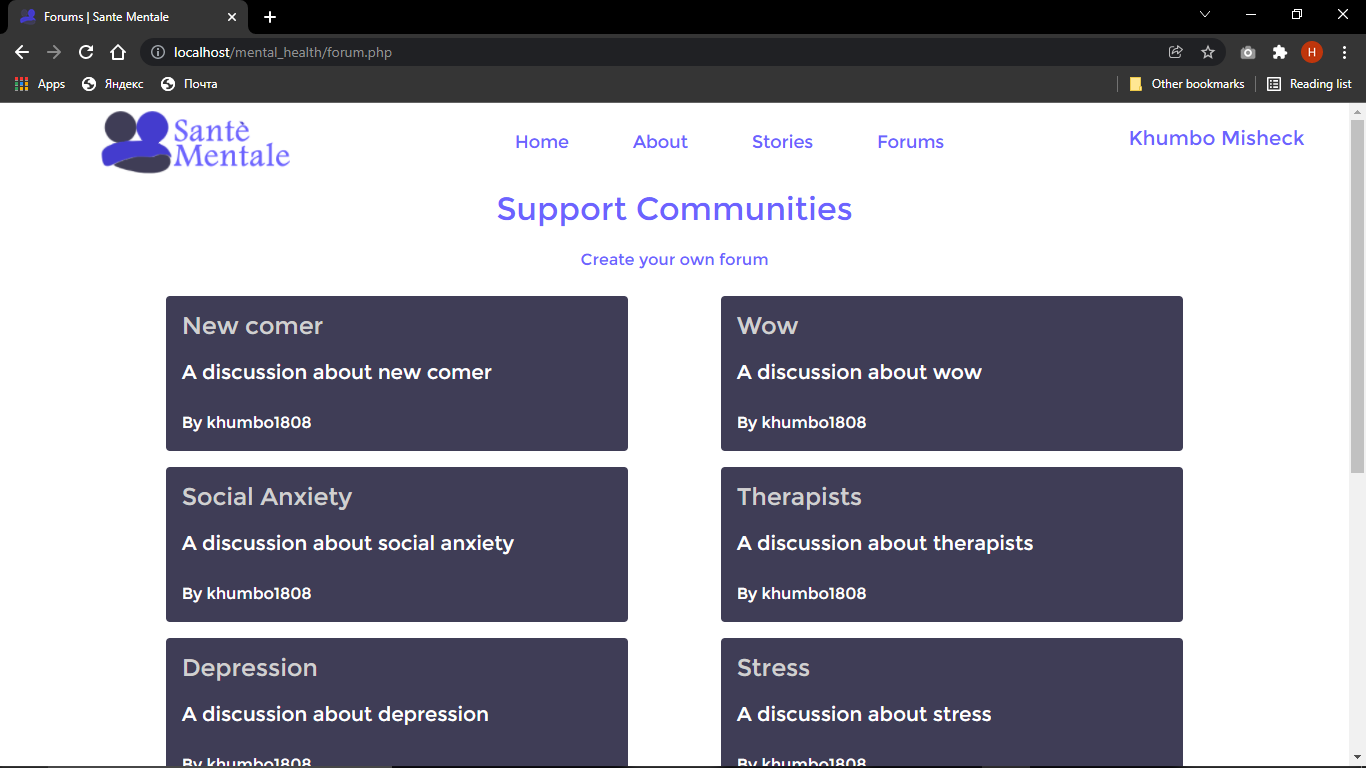 Forums | Sante Mentale
localhost/mental_health/forum.php
H
Apps
Яндекс
Почта
Other bookmarks
Reading list
Santè
Mentale
Home
About
Stories
Forums
Khumbo Misheck
Support Communities
Create your own forum
New comer
A discussion about new comer
By khumbo1808
Wow
A discussion about wow
By khumbo1808
Social Anxiety
A discussion about social anxiety
By khumbo1808
Therapists
A discussion about therapists
By khumbo1808
Depression
A discussion about depression
By khumbo1808
Stress
A discussion about stress
By khumbo1808